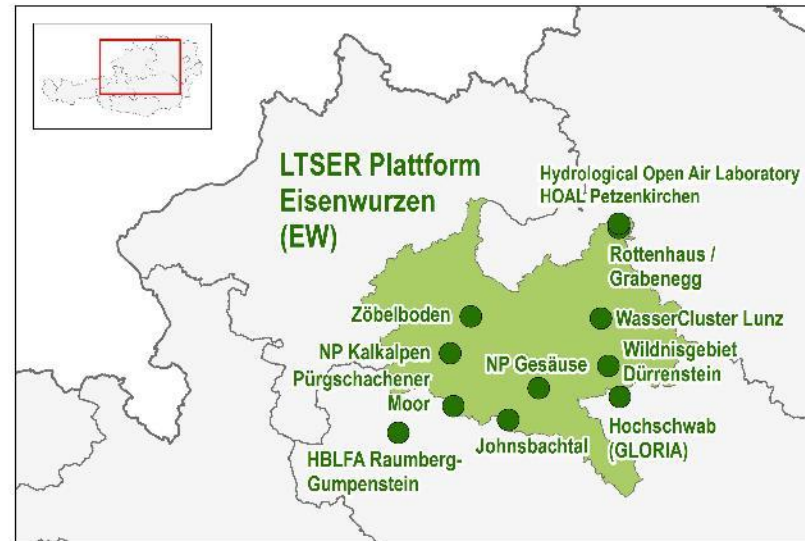 LTSER Plattform
Eisenwurzen
(EW)
Hydrological Open Air Laboratory
HOAL Petzenkirchen
Rottenhaus /
Grabenegg
Zöbelboden
WasserCluster Lunz
NP Kalkalpen
NP Gesäuse
Wildnisgebiet
Dürrenstein
Pürgschachener
Moor
Johnsbachtal
Hochschwab
(GLORIA)
HBLFA Raumberg-
Gumpenstein